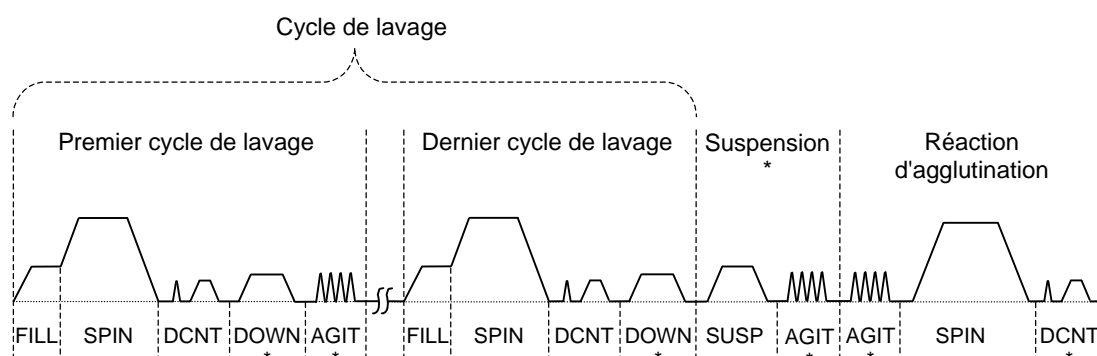 Cycle de lavage
Premier cycle de lavage
Dernier cycle de lavage
Suspension
*
Réaction
d'agglutination
FILL SPIN DCNT DOWN AGIT FILL SPIN DCNT DOWN SUSP AGIT AGIT SPIN DCNT
* * * * * *